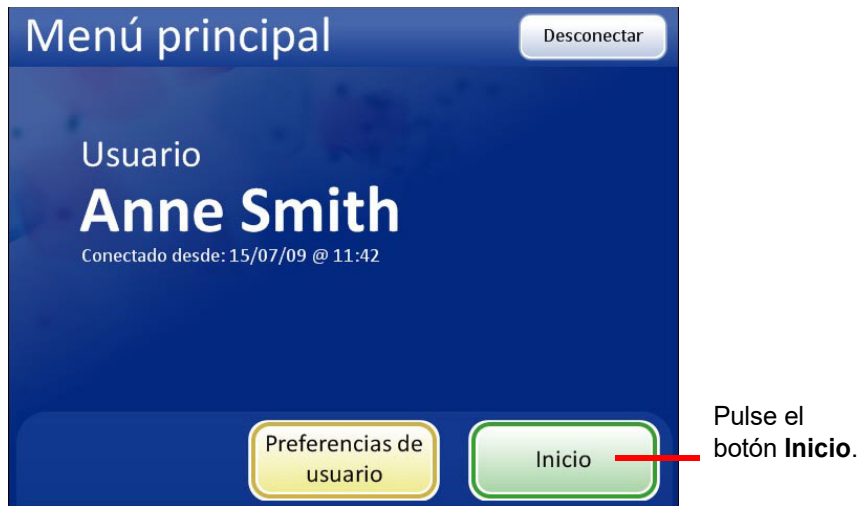 Menú principal
Desconectar
Usuario
Anne Smith
Conectado desde: 15/07/09 @ 11:42
Preferencias de
usuario
Inicio
Pulse el
botón Inicio.